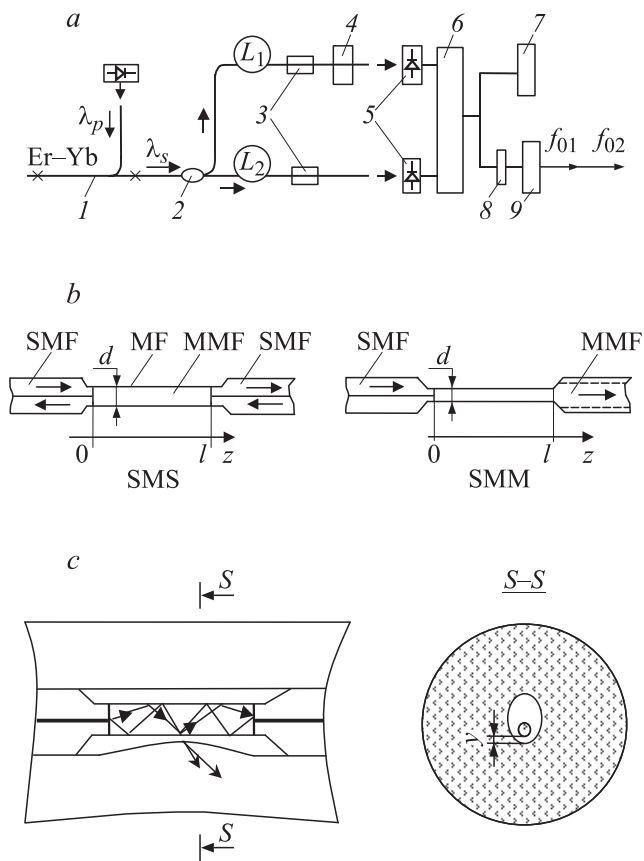 a
L₁
4
6
7
λₚ
3
5
Er–Yb
λₛ
L₂
f₀₁
f₀₂
1
2
8
9
b
SMF
d
MF
MMF
SMF
0
l
z
SMS
SMF
d
MMF
0
l
z
SMM
c
S
S
S–S
y